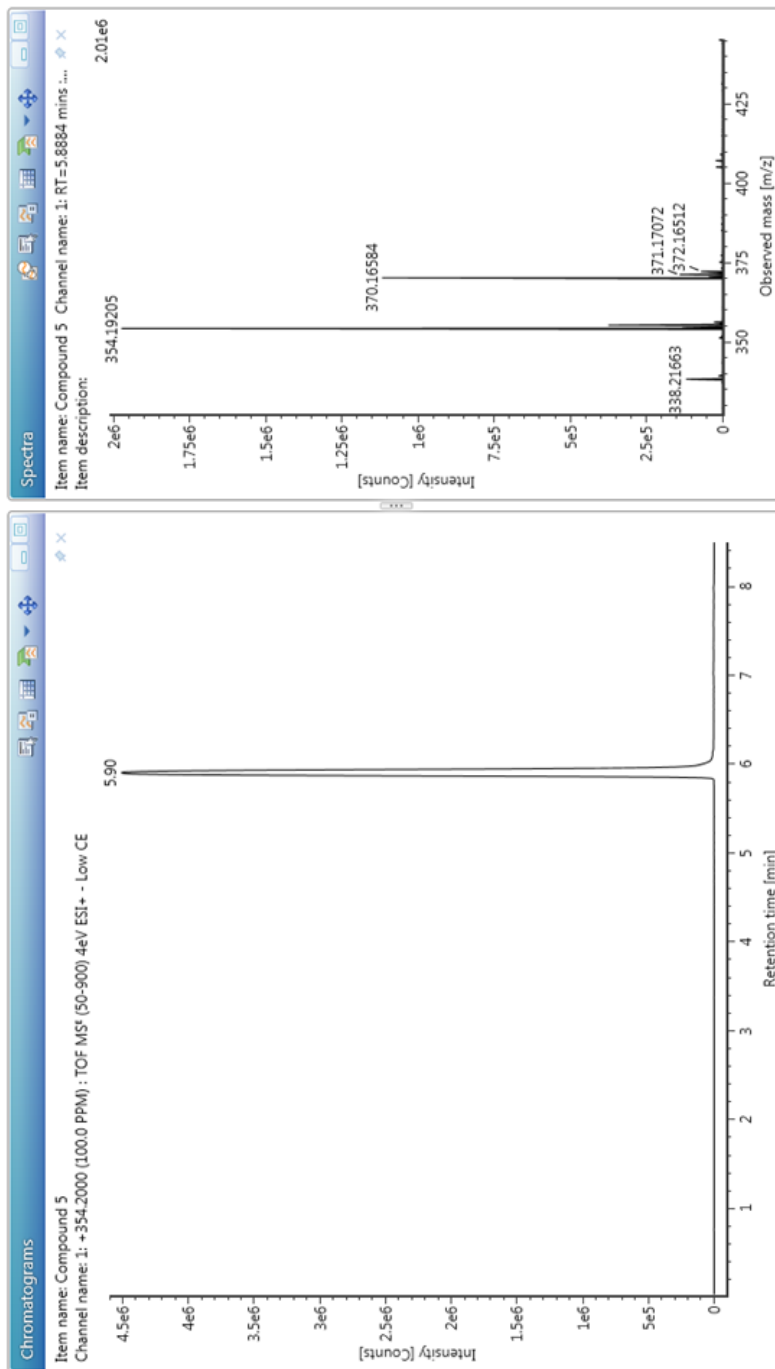 Chromatograms
Item name: Compound 5
Channel name: 1: +354.2000 (100.0 PPM) : TOF MSᴱ (50-900) 4eV ESI+ - Low CE
5.90
4.5e6
4e6
3.5e6
3e6
2.5e6
2e6
1.5e6
1e6
5e5
0
Intensity [Counts]
1
2
3
4
5
6
7
8
Retention time [min]
Spectra
Item name: Compound 5 Channel name: 1: RT=5.8884 mins :...
Item description:
2.01e6
354.19205
370.16584
371.17072
372.16512
338.21663
2e6
1.75e6
1.5e6
1.25e6
1e6
7.5e5
5e5
2.5e5
0
Intensity [Counts]
350
375
400
425
Observed mass [m/z]